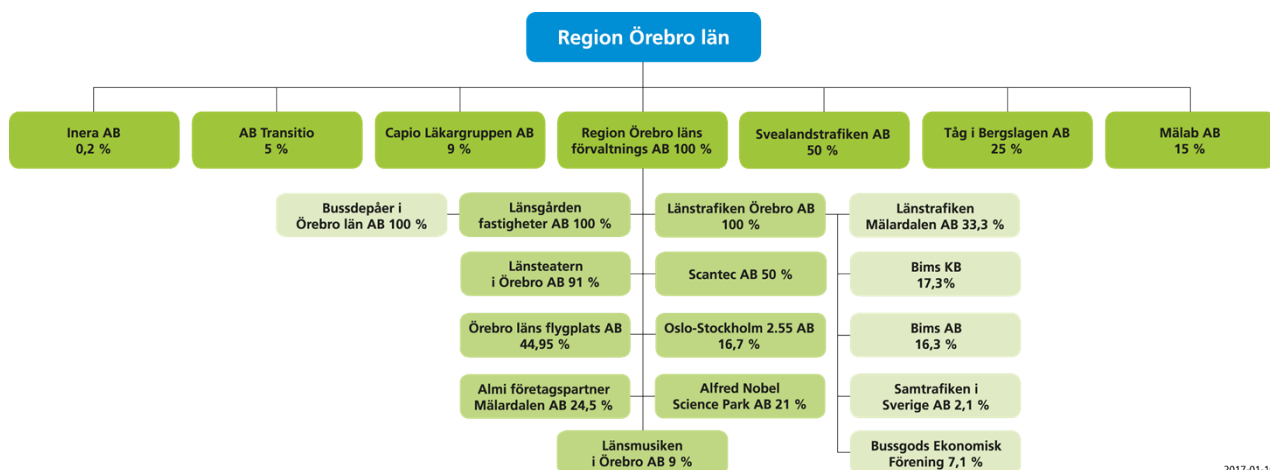 Region Örebro län
Inera AB
0,2 %
AB Transitio
5 %
Capio Läkargruppen AB
9 %
Region Örebro läns
förvaltnings AB 100 %
Svealandstrafiken AB
50 %
Tåg i Bergslagen AB
25 %
Mälab AB
15 %
Bussdepåer i
Örebro län AB 100 %
Länsgården
fastigheter AB 100 %
Länstrafiken Örebro AB
100 %
Länstrafiken
Mälardalen AB 33,3 %
Länsteatern
i Örebro AB 91 %
Scantec AB 50 %
Bims KB
17,3%
Örebro läns flygplats AB
44,95 %
Oslo-Stockholm 2.55 AB
16,7 %
Bims AB
16,3 %
Almi företagspartner
Mälardalen AB 24,5 %
Alfred Nobel
Science Park AB 21 %
Samtrafiken i
Sverige AB 2,1 %
Länsmusiken
i Örebro AB 9 %
Bussgods Ekonomisk
Förening 7,1 %